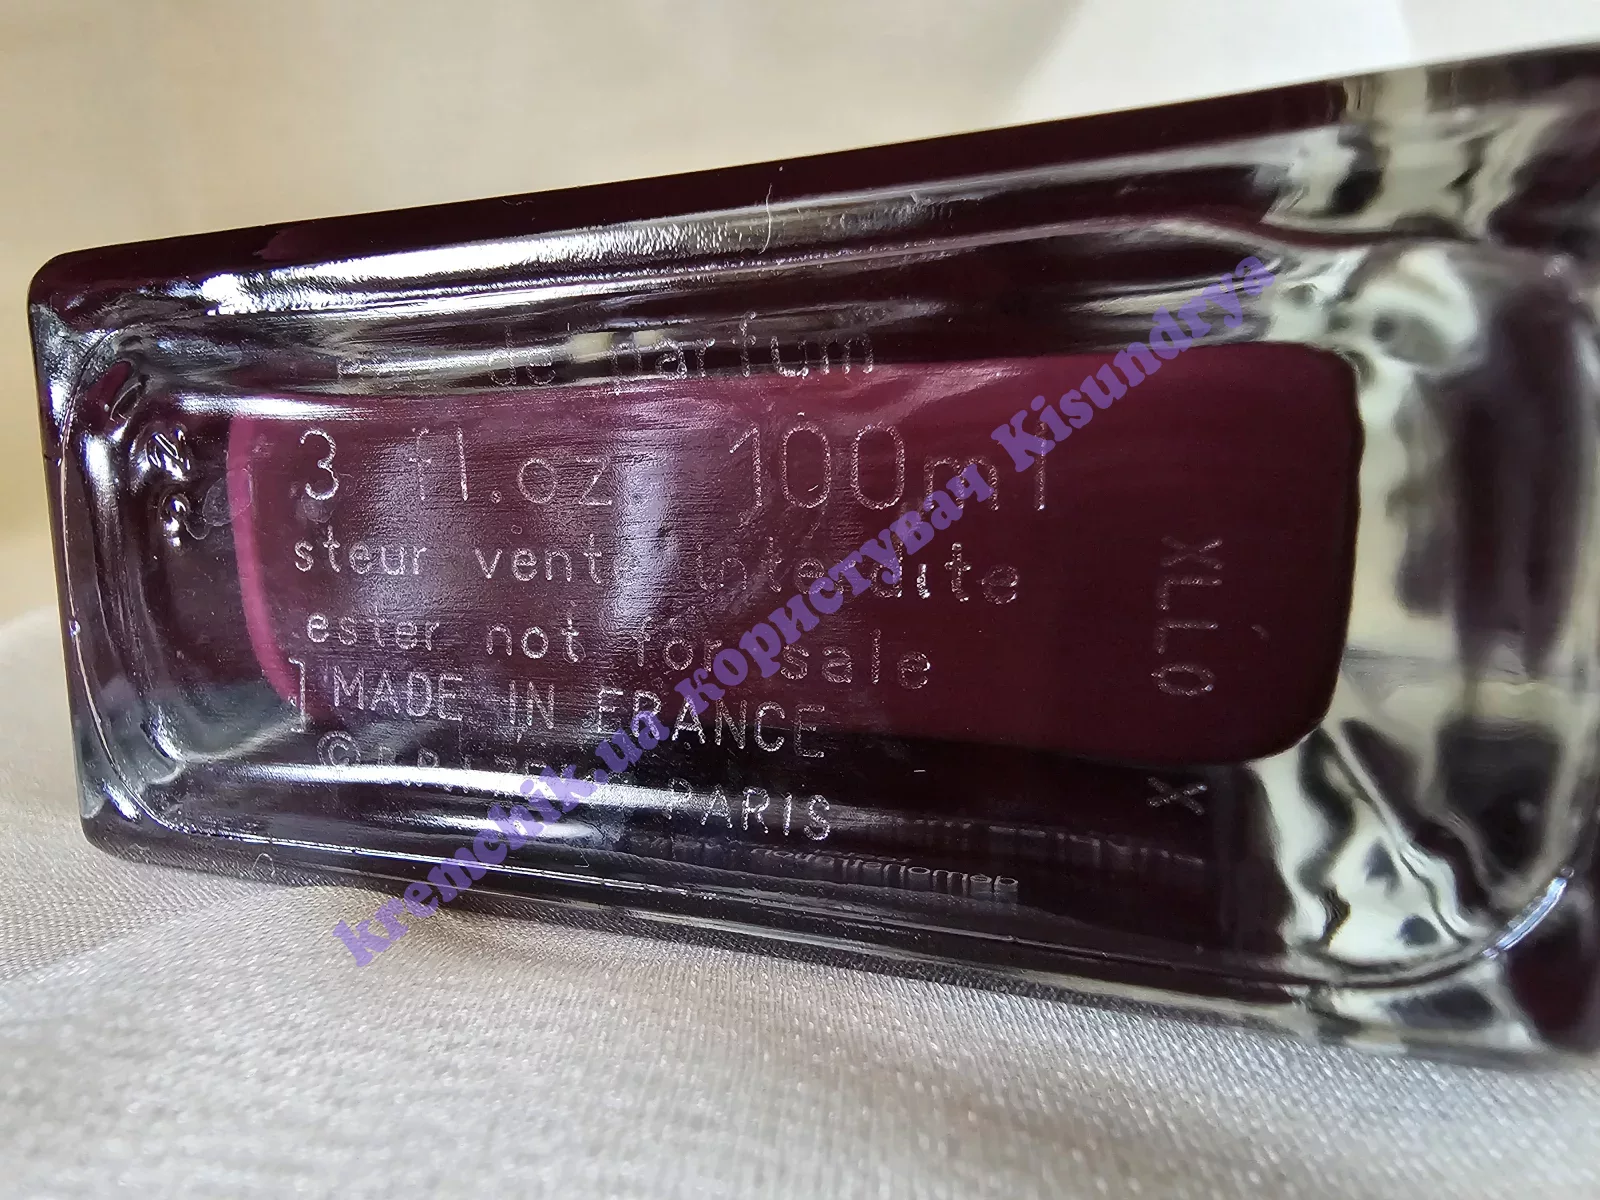 de parfum
3 fl.oz. 100ml
steur vente interdite
ester not for sale
MADE IN FRANCE
© PARIS
XLLO
X
kremchik.ua користувач Kisundrya